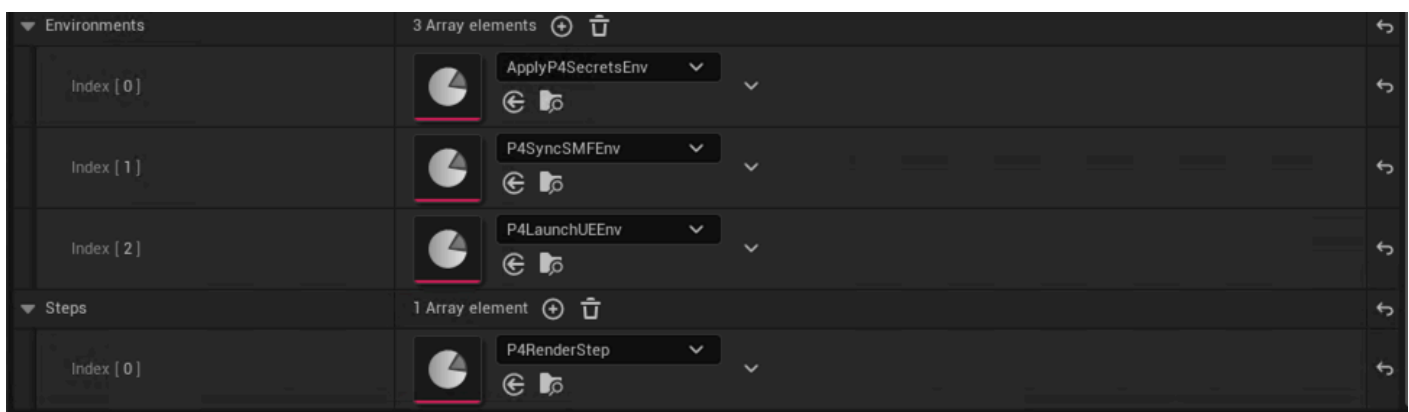 Environments 3 Array elements
Index [ 0 ] ApplyP4SecretsEnv
Index [ 1 ] P4SyncSMFEnv
Index [ 2 ] P4LaunchUEEnv
Steps 1 Array element
Index [ 0 ] P4RenderStep